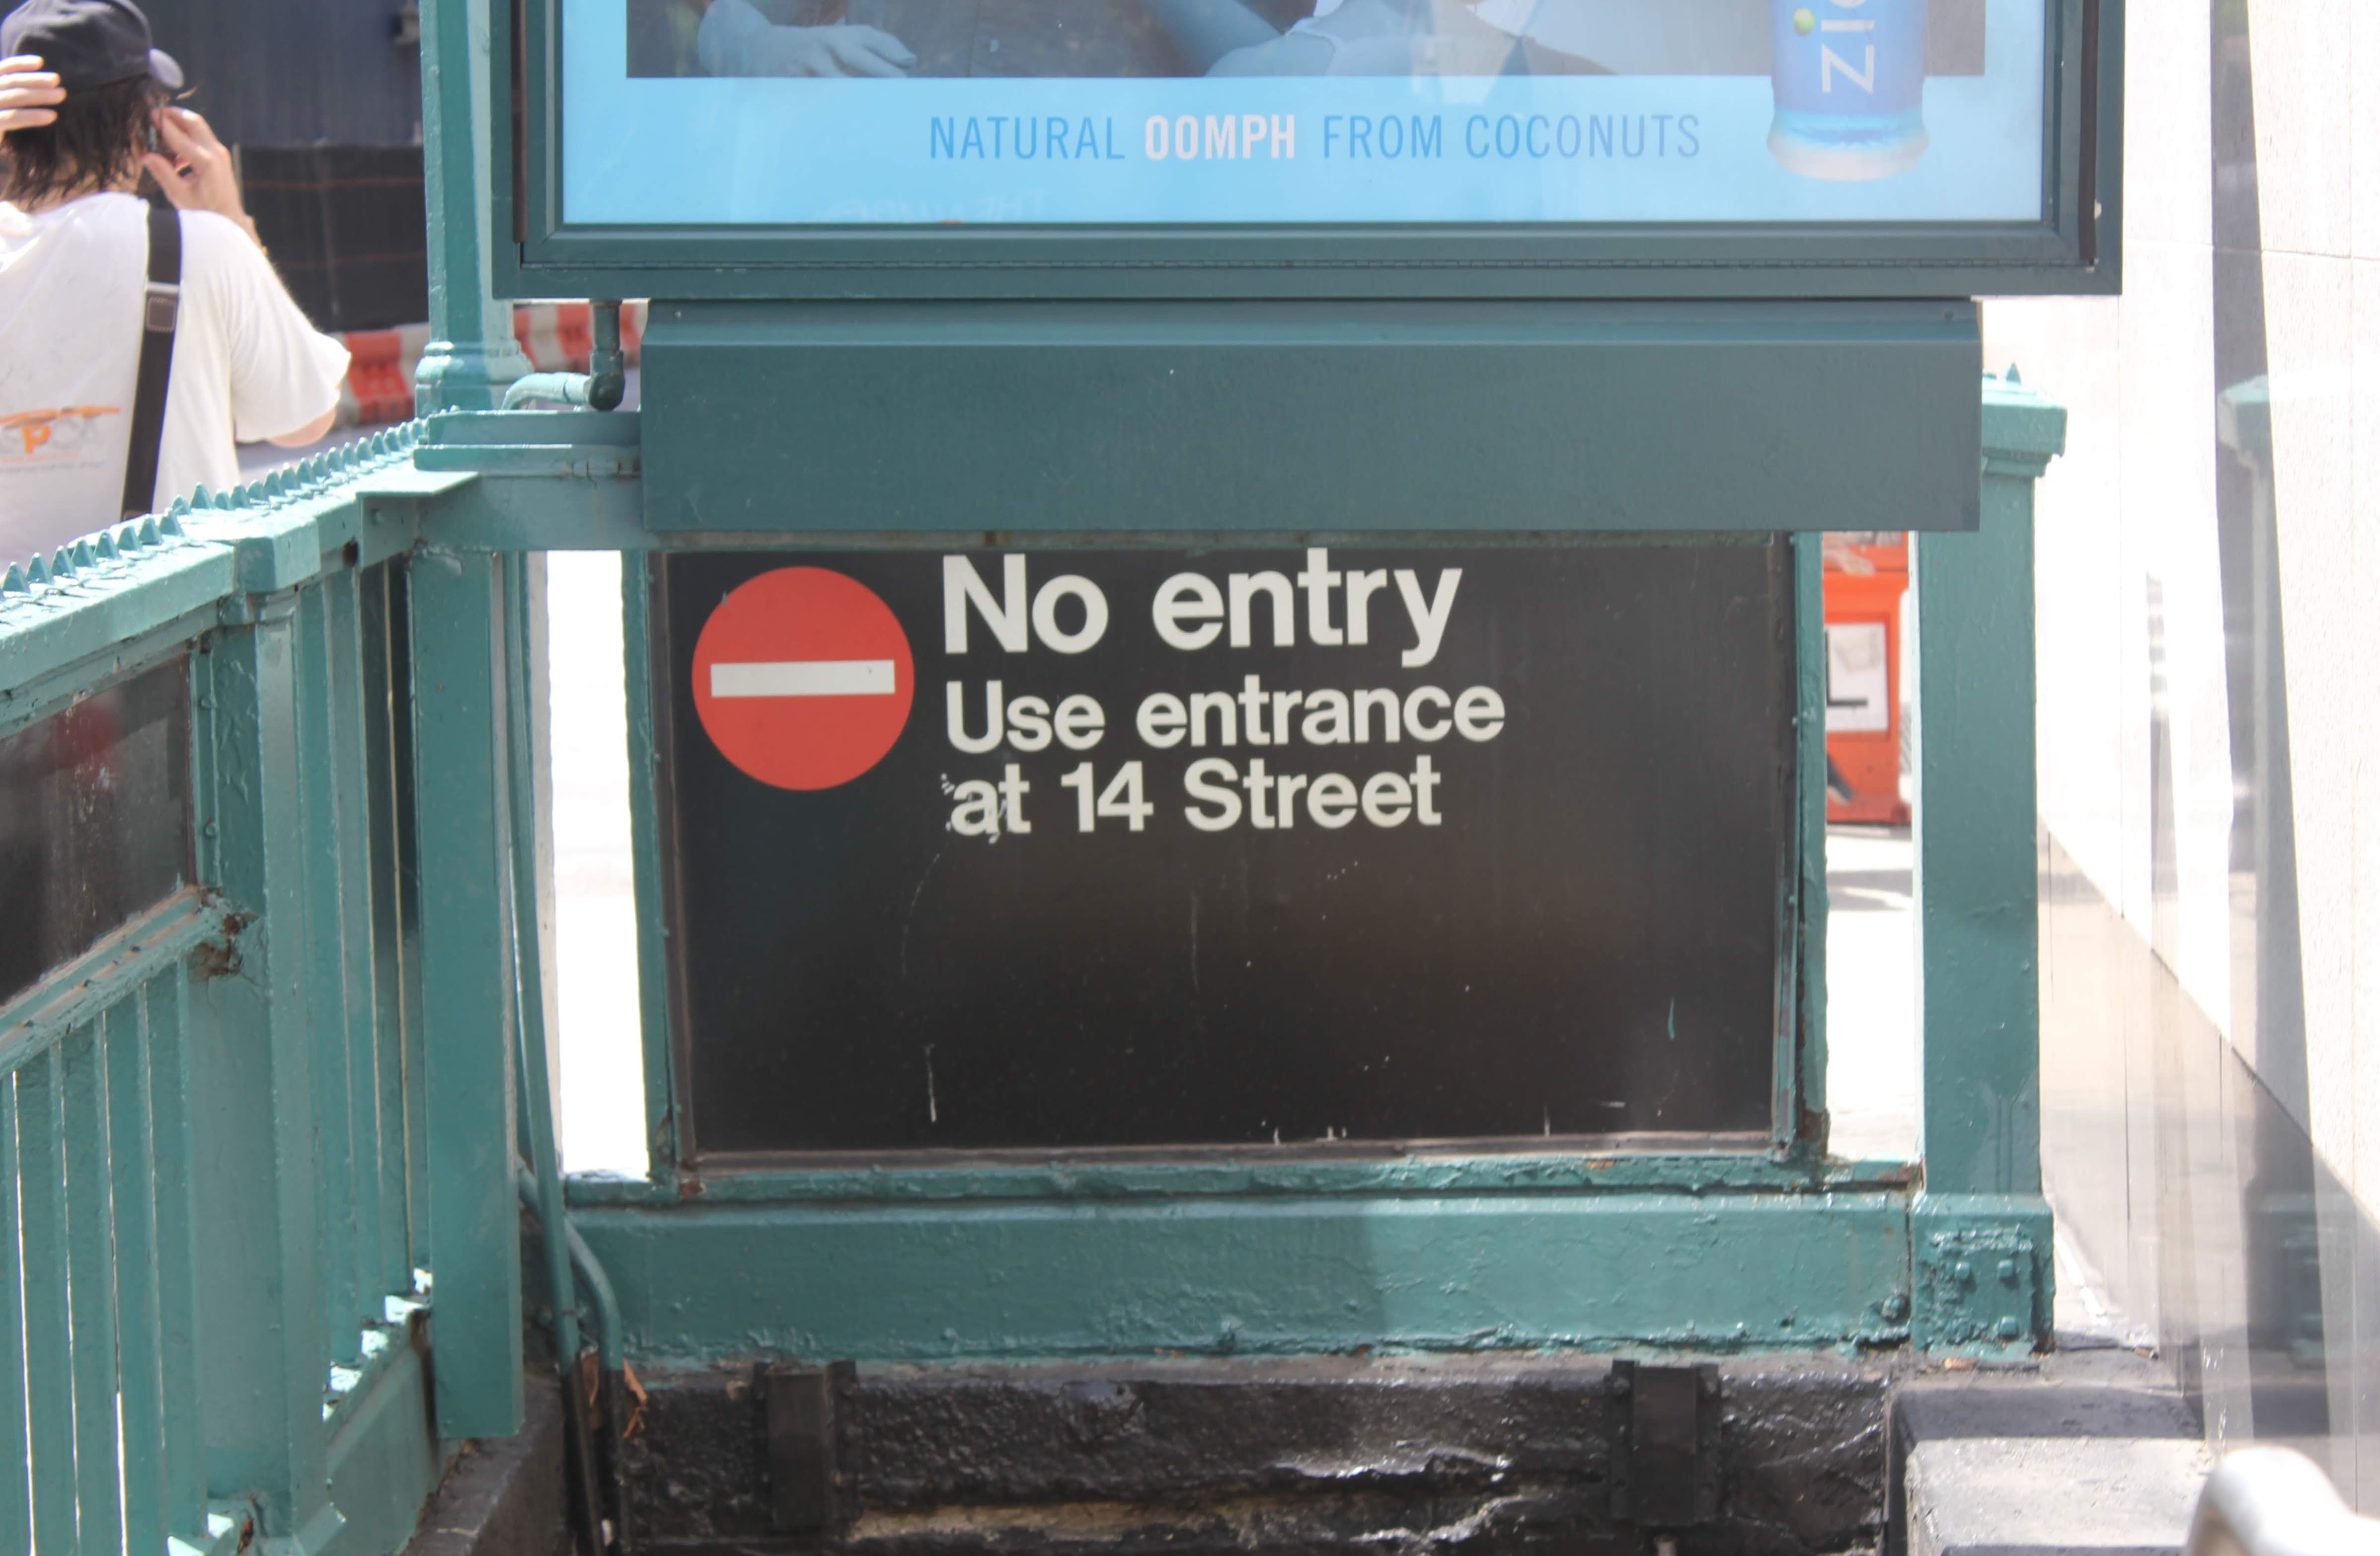 NATURAL OOMPH FROM COCONUTS
No entry
Use entrance
at 14 Street